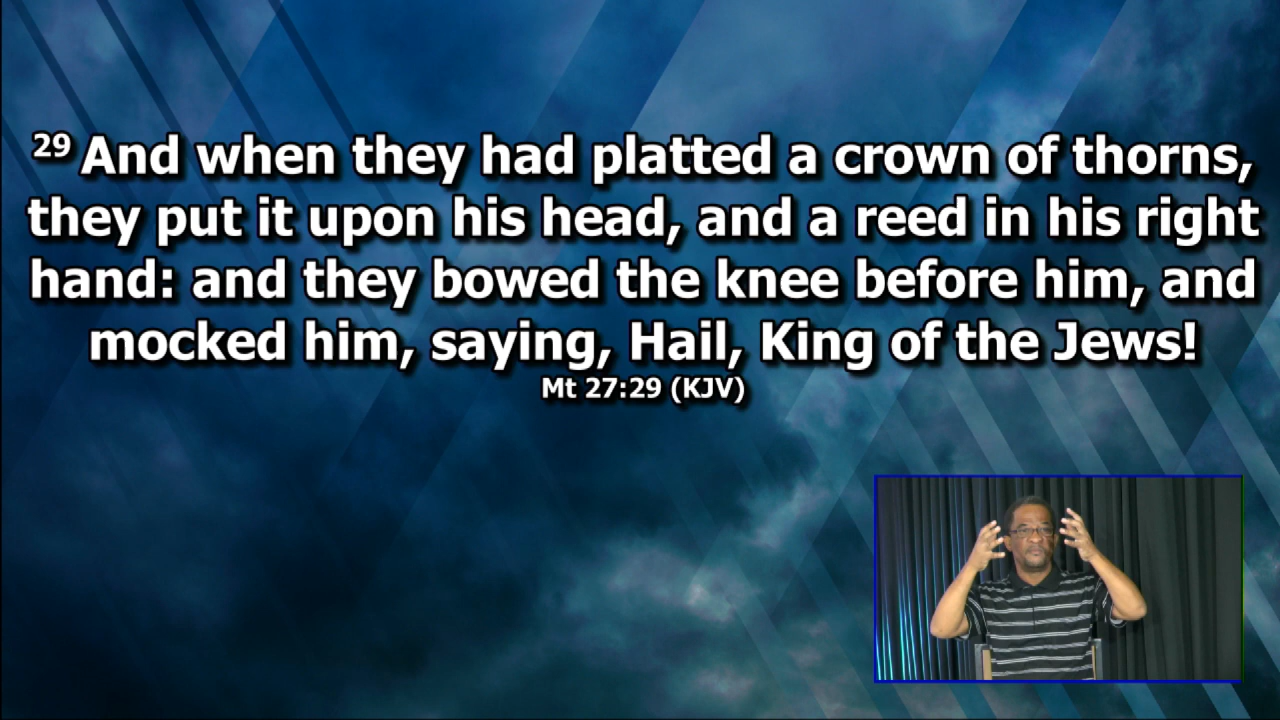 29 And when they had platted a crown of thorns,
they put it upon his head, and a reed in his right
hand: and they bowed the knee before him, and
mocked him, saying, Hail, King of the Jews!
Mt 27:29 (KJV)